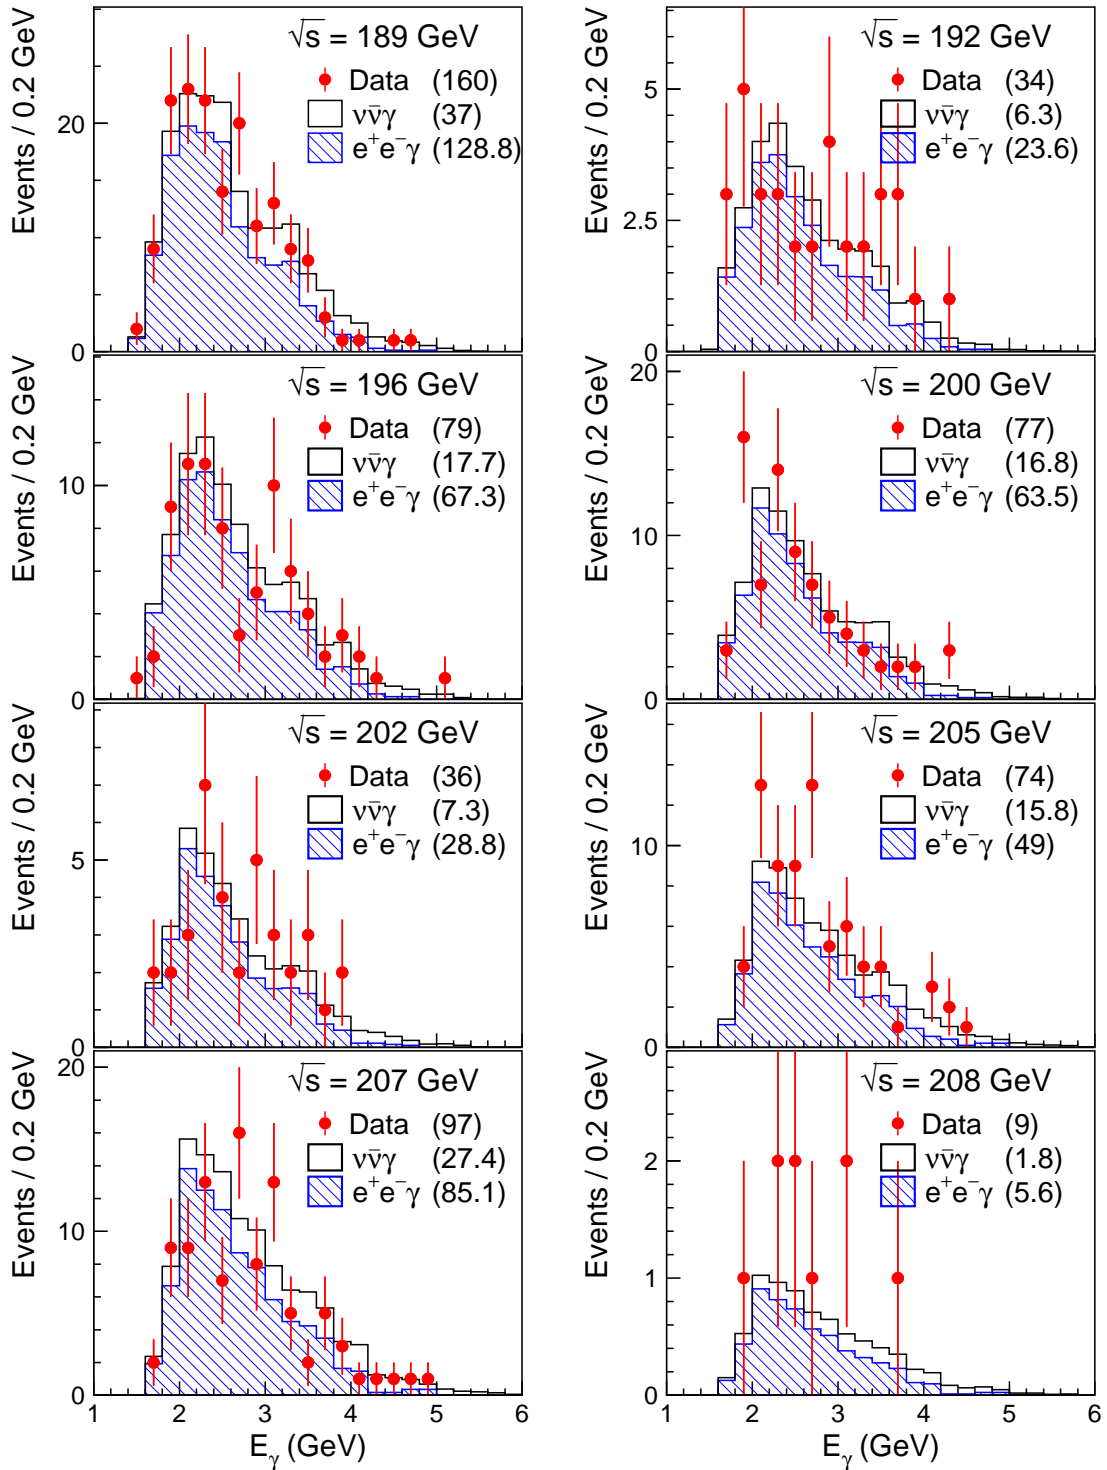 Events / 0.2 GeV
√s = 189 GeV
Data (160)
νν̄γ (37)
e⁺e⁻γ (128.8)
20
0
Events / 0.2 GeV
√s = 192 GeV
Data (34)
νν̄γ (6.3)
e⁺e⁻γ (23.6)
5
2.5
0
Events / 0.2 GeV
√s = 196 GeV
Data (79)
νν̄γ (17.7)
e⁺e⁻γ (67.3)
10
0
Events / 0.2 GeV
√s = 200 GeV
Data (77)
νν̄γ (16.8)
e⁺e⁻γ (63.5)
20
10
0
Events / 0.2 GeV
√s = 202 GeV
Data (36)
νν̄γ (7.3)
e⁺e⁻γ (28.8)
5
0
Events / 0.2 GeV
√s = 205 GeV
Data (74)
νν̄γ (15.8)
e⁺e⁻γ (49)
10
0
Events / 0.2 GeV
√s = 207 GeV
Data (97)
νν̄γ (27.4)
e⁺e⁻γ (85.1)
20
10
0
1 2 3 4 5 6
E_γ (GeV)
Events / 0.2 GeV
√s = 208 GeV
Data (9)
νν̄γ (1.8)
e⁺e⁻γ (5.6)
2
1
0
1 2 3 4 5 6
E_γ (GeV)